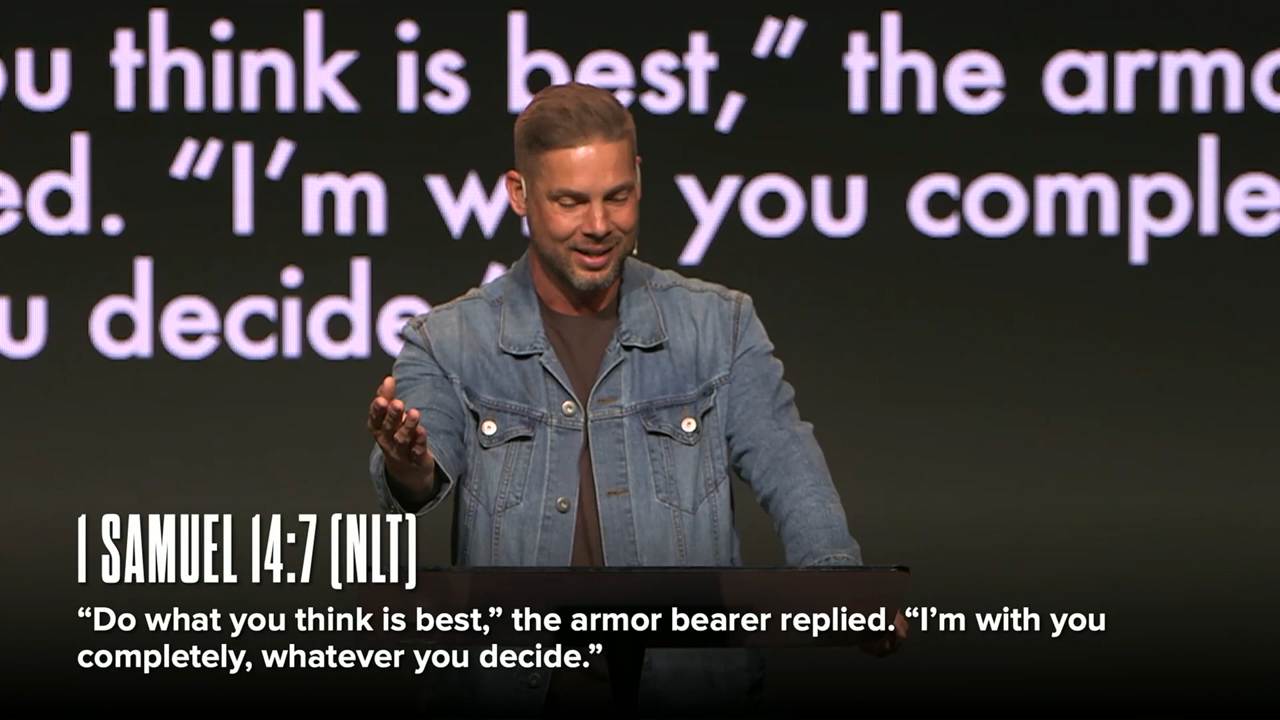 ou think is best,” the armo
ed. “I’m w you comple
u decide
1 SAMUEL 14:7 (NLT)
“Do what you think is best,” the armor bearer replied. “I’m with you
completely, whatever you decide.”